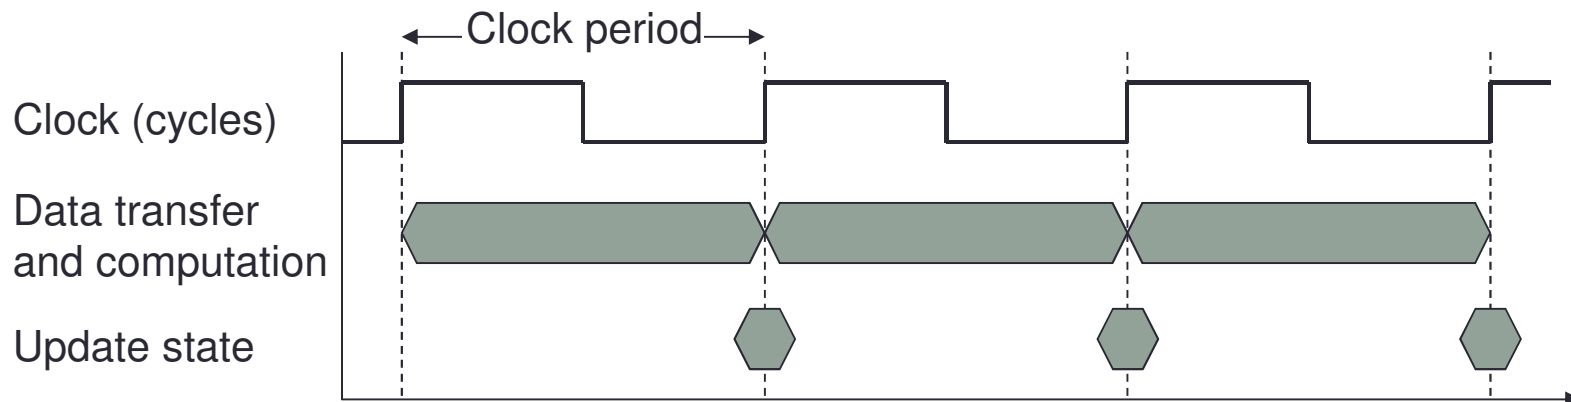 Clock period
Clock (cycles)
Data transfer
and computation
Update state